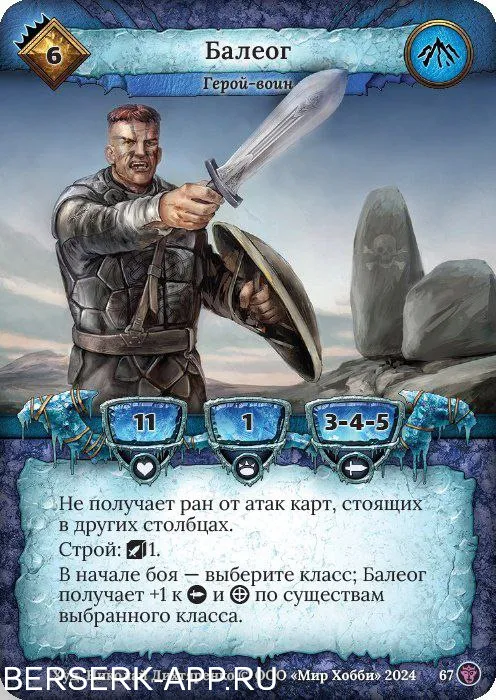 6
Балеог
Герой-воин
11
1
3-4-5
Не получает ран от атак карт, стоящих
в других столбцах.
Строй: 1.
В начале боя — выберите класс; Балеог
получает +1 к и по существам
выбранного класса.
ООО «Мир Хобби» 2024
67
BERSERK-APP.RU